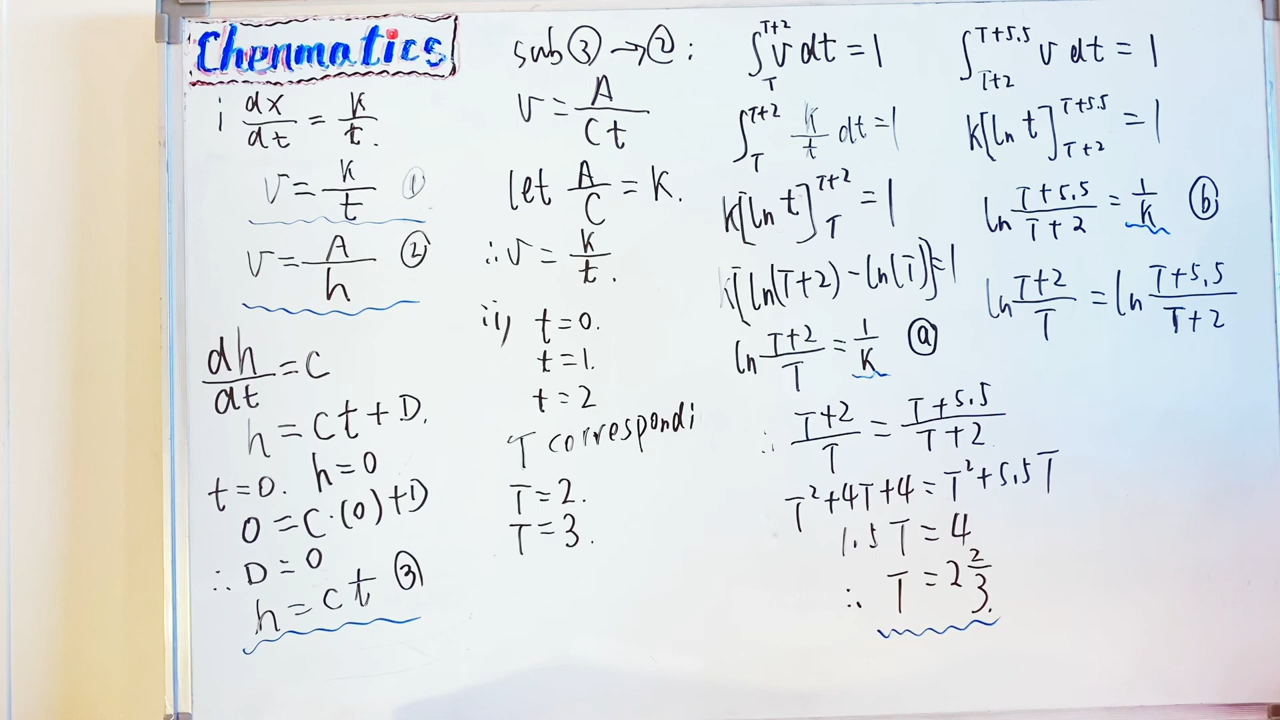 Chenmatics
i dx/dt = k/t.
v = k/t ①
v = A/h ②
dh/dt = C
h = ct + D.
t=0. h=0
0 = C·(0)+D
∴ D = 0
h = ct ③
sub ③ → ②:
v = A/Ct
let A/C = K.
∴ v = k/t.
ii) t=0.
t=1.
t=2
T correspondi
T=2.
T=3.
∫_T^{T+2} v dt = 1
∫_T^{T+2} k/t dt = 1
k[ln t]_T^{T+2} = 1
k[ln(T+2) - ln(T)] = 1
ln (T+2)/T = 1/K ⓐ
∴ (T+2)/T = (T+5.5)/(T+2)
T²+4T+4 = T²+5.5T
1.5T = 4
∴ T = 2 2/3.
∫_{T+2}^{T+5.5} v dt = 1
k[ln t]_{T+2}^{T+5.5} = 1
ln (T+5.5)/(T+2) = 1/K ⓑ
ln (T+2)/T = ln (T+5.5)/(T+2)